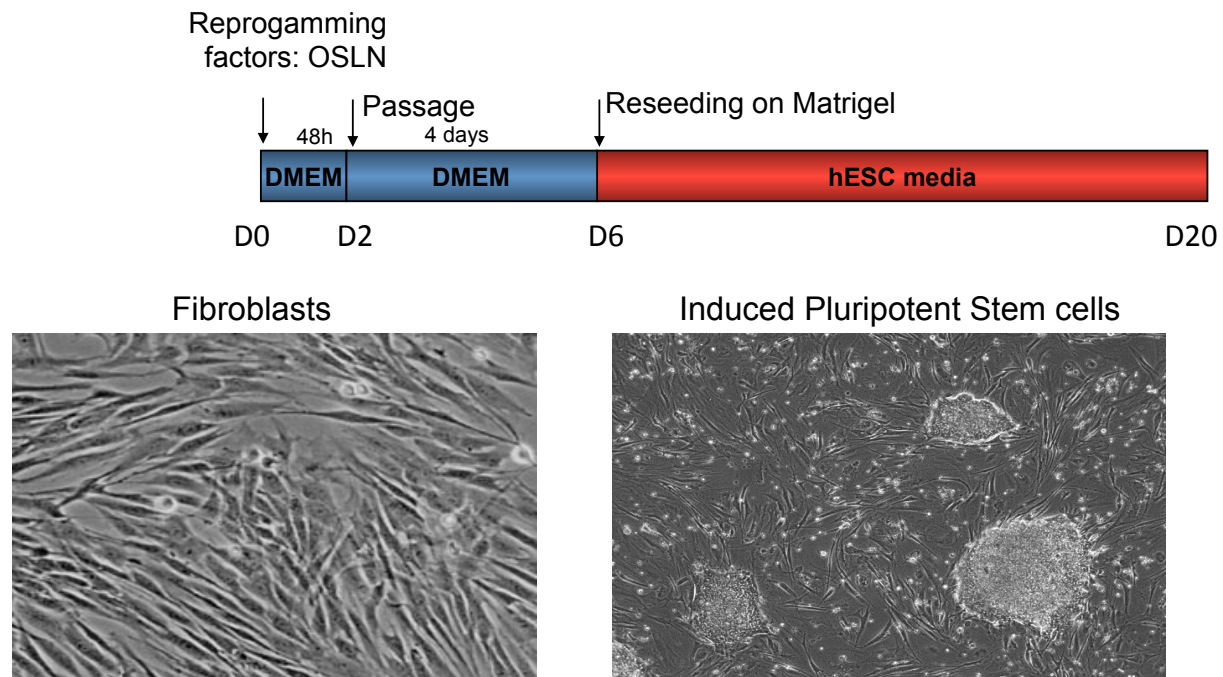 Reprogamming
factors: OSLN
Passage
Reseeding on Matrigel
48h
4 days
DMEM
DMEM
hESC media
D0
D2
D6
D20
Fibroblasts
Induced Pluripotent Stem cells